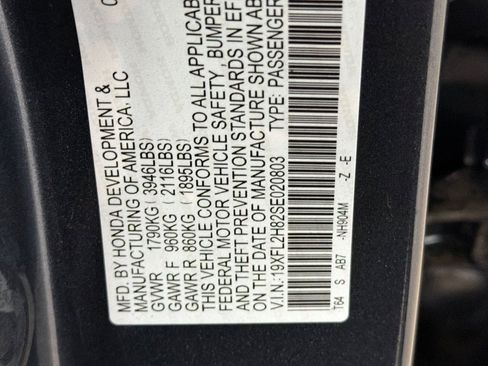 MFD. BY HONDA DEVELOPMENT &
MANUFACTURING OF AMERICA, LLC
GVWR 1790KG ( 3946LBS)
GAWR F 960KG ( 2116LBS)
GAWR R 860KG ( 1895LBS)
THIS VEHICLE CONFORMS TO ALL APPLICAB
FEDERAL MOTOR VEHICLE SAFETY, BUMPER
AND THEFT PREVENTION STANDARDS IN EF
THE DATE OF MANUFACTURE SHOWN AB
V.I.N.: 19XFL2H82SE020803 TYPE: PASSENGER
T64 S AB7 -NH904M -Z -E